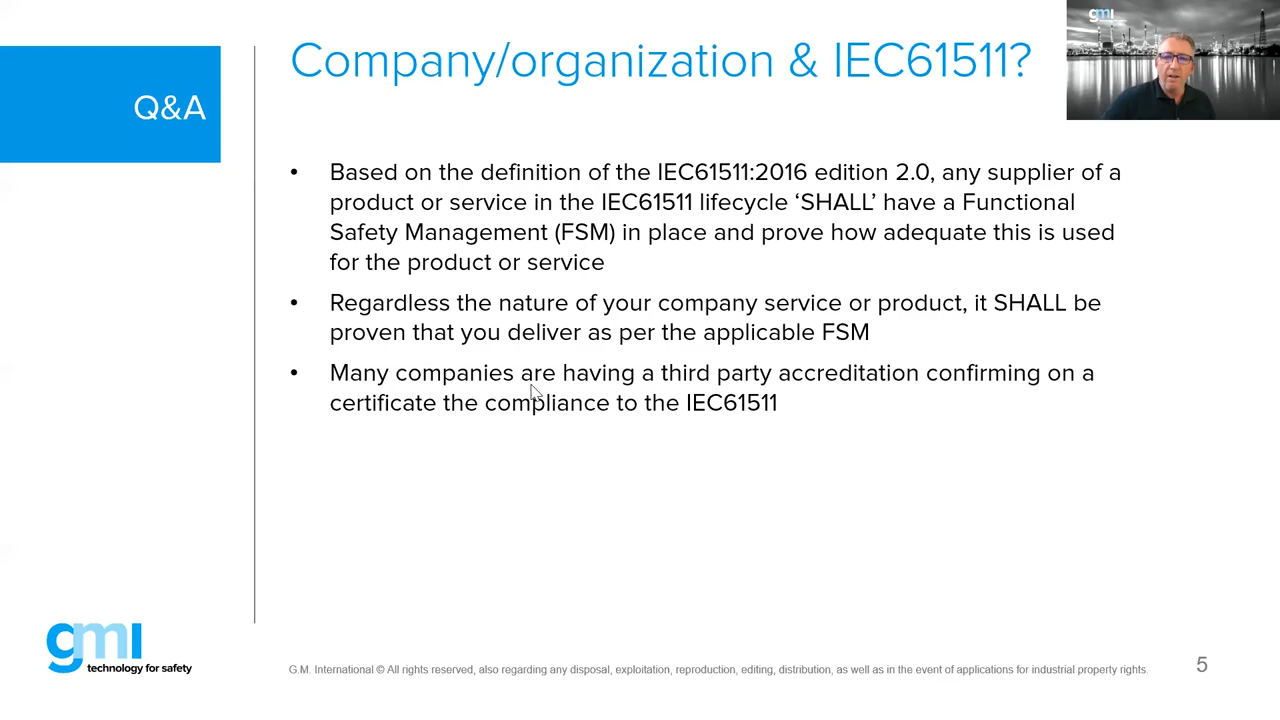 Company/organization & IEC61511?
gmi
Q&A
• Based on the definition of the IEC61511:2016 edition 2.0, any supplier of a
product or service in the IEC61511 lifecycle ‘SHALL’ have a Functional
Safety Management (FSM) in place and prove how adequate this is used
for the product or service
• Regardless the nature of your company service or product, it SHALL be
proven that you deliver as per the applicable FSM
• Many companies are having a third party accreditation confirming on a
certificate the compliance to the IEC61511
gmi
technology for safety
G.M. International © All rights reserved, also regarding any disposal, exploitation, reproduction, editing, distribution, as well as in the event of applications for industrial property rights.
5